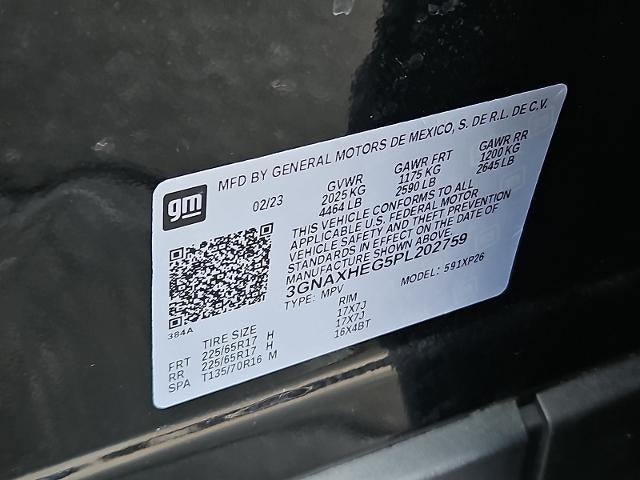 gm
MFD BY GENERAL MOTORS DE MEXICO, S. DE R.L. DE C.V.
02/23 GVWR GAWR FRT GAWR RR
2025 KG 1175 KG 1200 KG
4464 LB 2590 LB 2645 LB
THIS VEHICLE CONFORMS TO ALL
APPLICABLE U.S. FEDERAL MOTOR
VEHICLE SAFETY AND THEFT PREVENTION
STANDARDS IN EFFECT ON THE DATE OF
MANUFACTURE SHOWN ABOVE.
3GNAXHEG5PL202759
TYPE: MPV MODEL: 591XP26
384A
TIRE SIZE RIM
FRT 225/65R17 H 17X7J
RR 225/65R17 H 17X7J
SPA T135/70R16 M 16X4BT